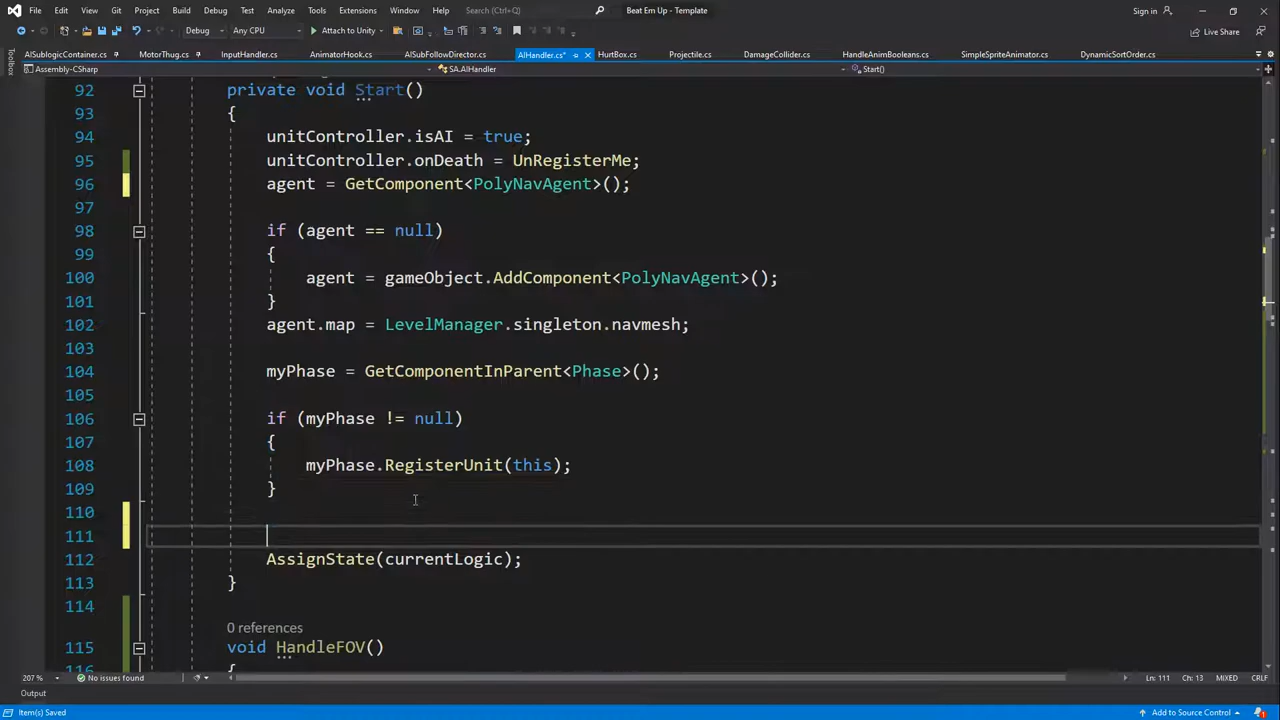 File Edit View Git Project Build Debug Test Analyze Tools Extensions Window Help Search (Ctrl+Q) Beat Em Up - Template Sign in
Debug Any CPU Attach to Unity Live Share
AISublogicContainer.cs MotorThug.cs InputHandler.cs AnimatorHook.cs AISubFollowDirector.cs AIHandler.cs* HurtBox.cs Projectile.cs DamageCollider.cs HandleAnimBooleans.cs SimpleSpriteAnimator.cs DynamicSortOrder.cs
Toolbox
Assembly-CSharp SA.AIHandler Start()
92 private void Start()
93 {
94 unitController.isAI = true;
95 unitController.onDeath = UnRegisterMe;
96 agent = GetComponent<PolyNavAgent>();
97
98 if (agent == null)
99 {
100 agent = gameObject.AddComponent<PolyNavAgent>();
101 }
102 agent.map = LevelManager.singleton.navmesh;
103
104 myPhase = GetComponentInParent<Phase>();
105
106 if (myPhase != null)
107 {
108 myPhase.RegisterUnit(this);
109 }
110
111
112 AssignState(currentLogic);
113 }
114
0 references
115 void HandleFOV()
116 {
207 % No issues found Ln: 111 Ch: 13 MIXED CRLF
Output
Item(s) Saved Add to Source Control